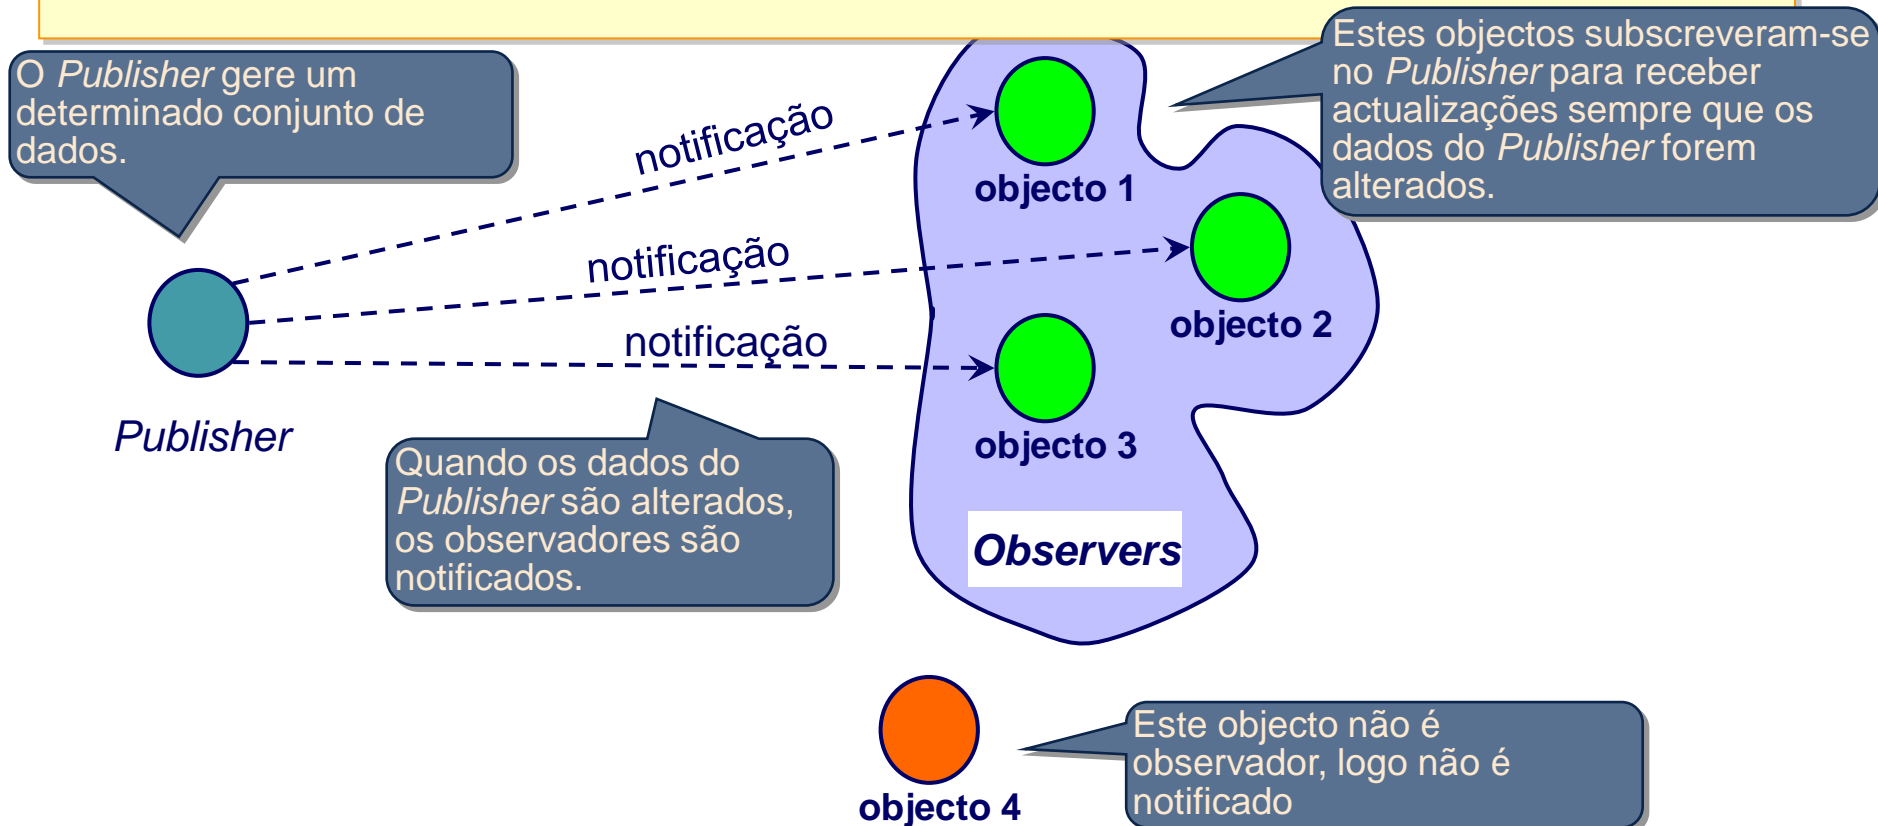 O Publisher gere um
determinado conjunto de
dados.
Estes objectos subscreveram-se
no Publisher para receber
actualizações sempre que os
dados do Publisher forem
alterados.
notificação
objecto 1
notificação
objecto 2
notificação
objecto 3
Publisher
Quando os dados do
Publisher são alterados,
os observadores são
notificados.
Observers
Este objecto não é
observador, logo não é
notificado
objecto 4